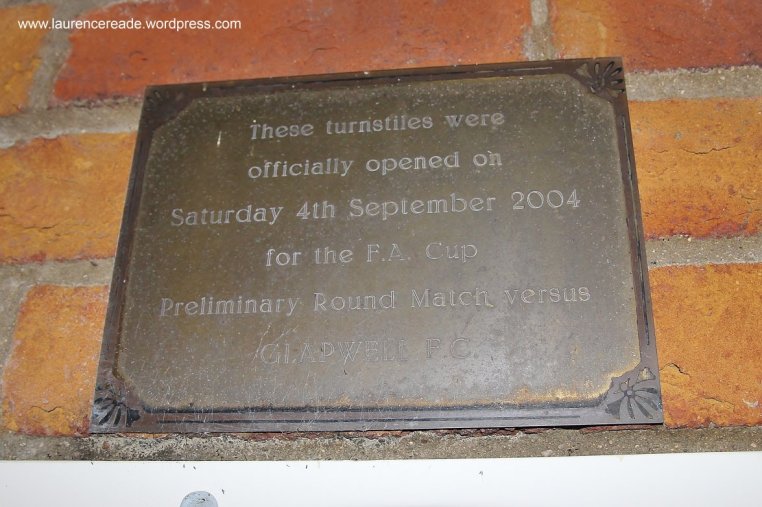 www.laurencereade.wordpress.com
These turnstiles were
officially opened on
Saturday 4th September 2004
for the F.A. Cup
Preliminary Round Match versus
GLAPWELL F.C.